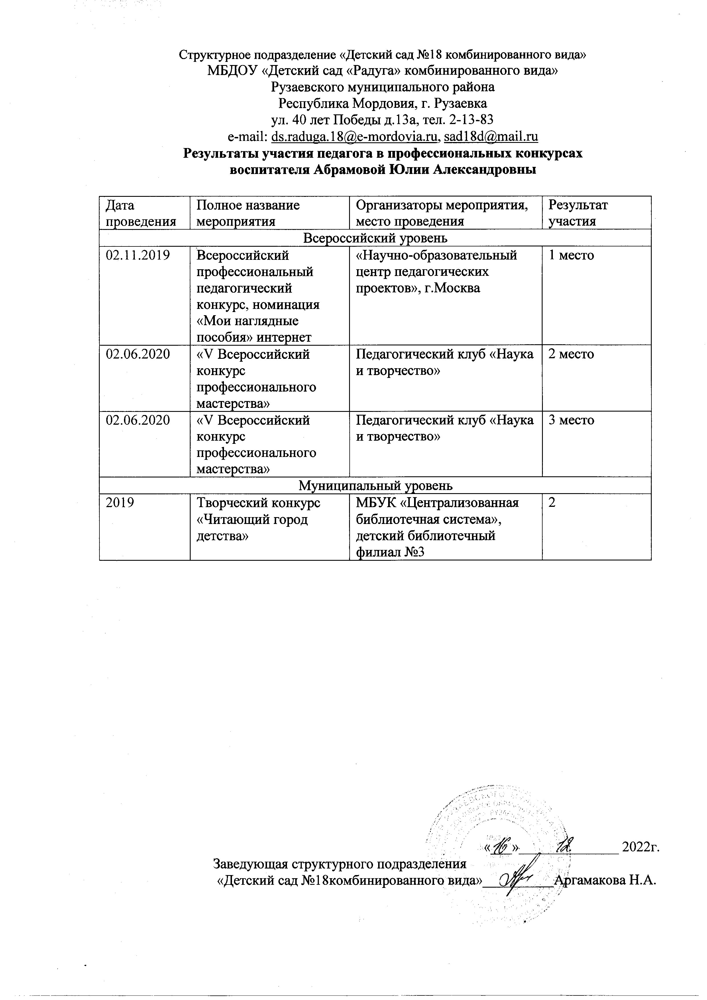 Структурное подразделение «Детский сад №18 комбинированного вида»
МБДОУ «Детский сад «Радуга» комбинированного вида»
Рузаевского муниципального района
Республика Мордовия, г. Рузаевка
ул. 40 лет Победы д.13а, тел. 2-13-83
e-mail: ds.raduga.18@e-mordovia.ru, sad18d@mail.ru
Результаты участия педагога в профессиональных конкурсах
воспитателя Абрамовой Юлии Александровны
Дата
проведения
Полное название
мероприятия
Организаторы мероприятия,
место проведения
Результат
участия
Всероссийский уровень
02.11.2019
Всероссийский
профессиональный
педагогический
конкурс, номинация
«Мои наглядные
пособия» интернет
«Научно-образовательный
центр педагогических
проектов», г.Москва
1 место
02.06.2020
«V Всероссийский
конкурс
профессионального
мастерства»
Педагогический клуб «Наука
и творчество»
2 место
02.06.2020
«V Всероссийский
конкурс
профессионального
мастерства»
Педагогический клуб «Наука
и творчество»
3 место
Муниципальный уровень
2019
Творческий конкурс
«Читающий город
детства»
МБУК «Централизованная
библиотечная система»,
детский библиотечный
филиал №3
2
«16» 12 2022г.
Заведующая структурного подразделения
«Детский сад №18комбинированного вида»____________Аргамакова Н.А.